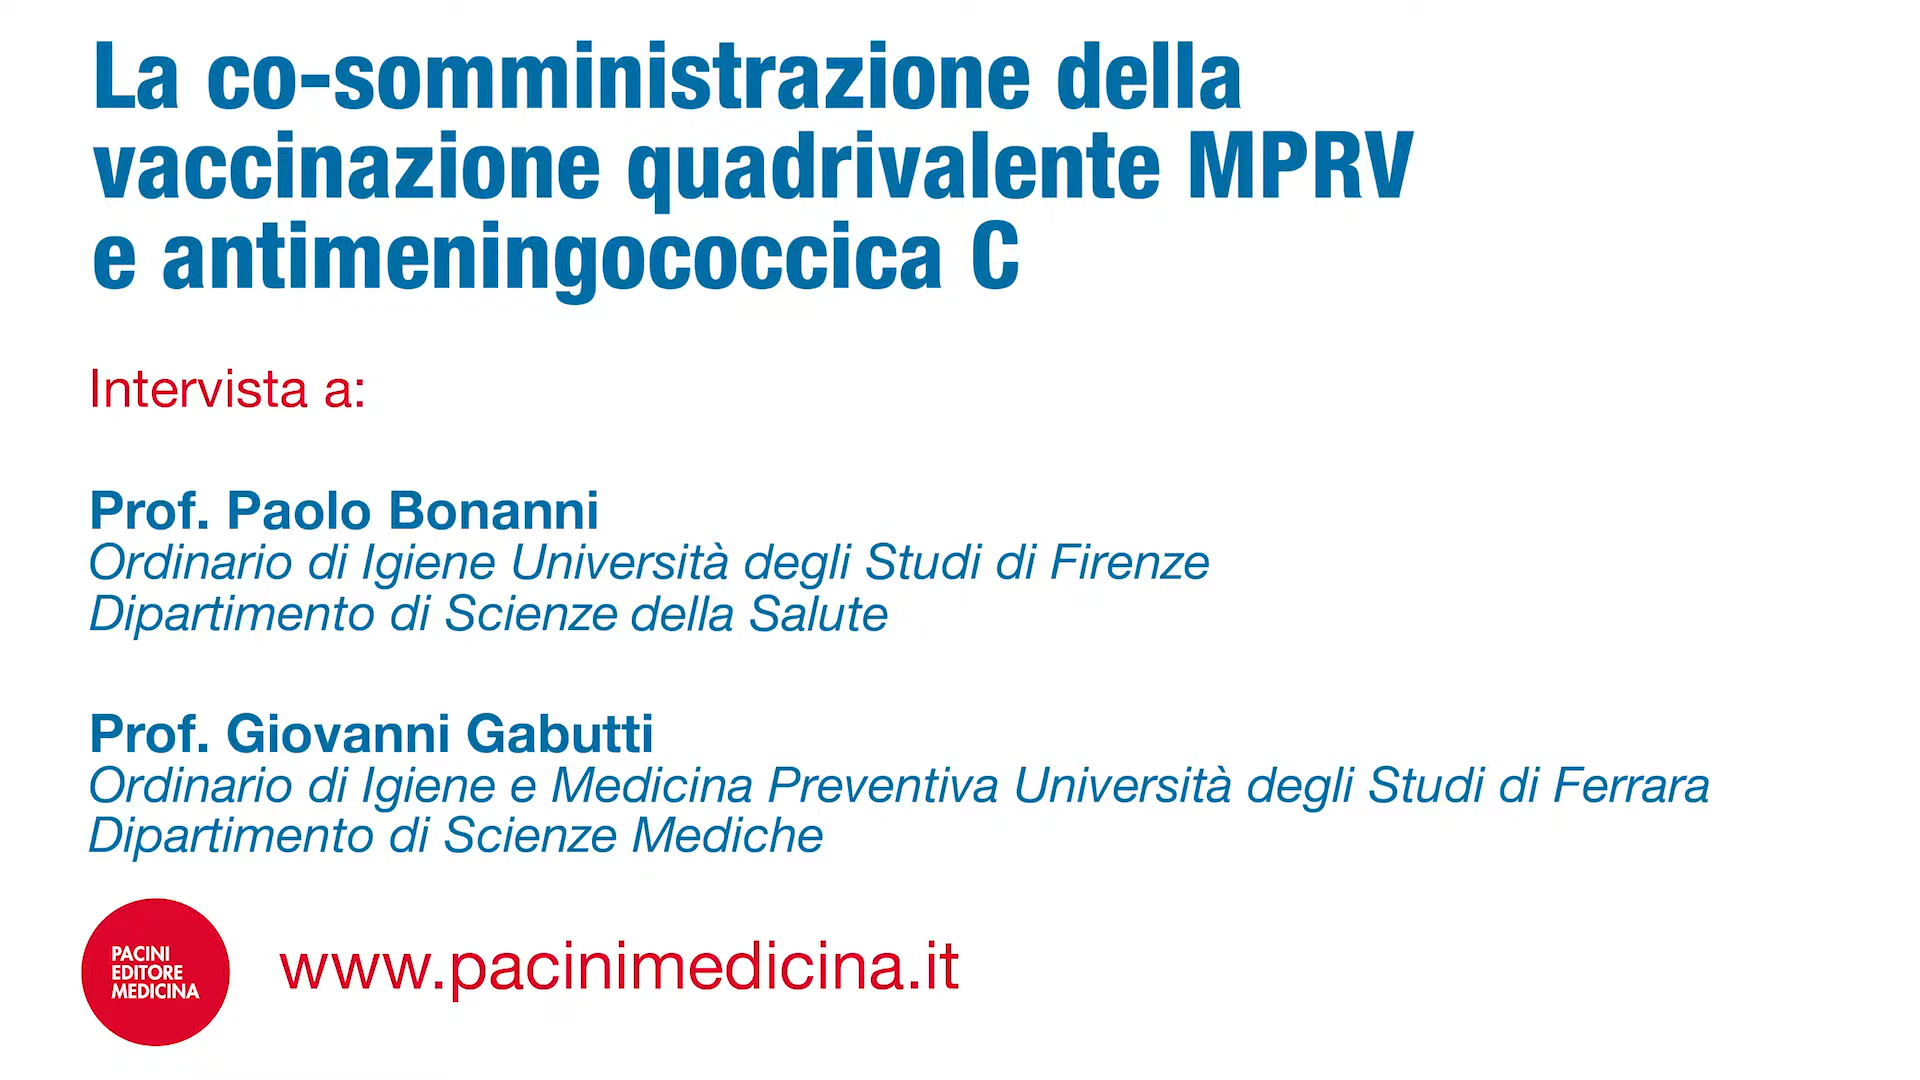 La co-somministrazione della
vaccinazione quadrivalente MPRV
e antimeningococcica C
Intervista a:
Prof. Paolo Bonanni
Ordinario di Igiene Università degli Studi di Firenze
Dipartimento di Scienze della Salute
Prof. Giovanni Gabutti
Ordinario di Igiene e Medicina Preventiva Università degli Studi di Ferrara
Dipartimento di Scienze Mediche
PACINI
EDITORE
MEDICINA
www.pacinimedicina.it